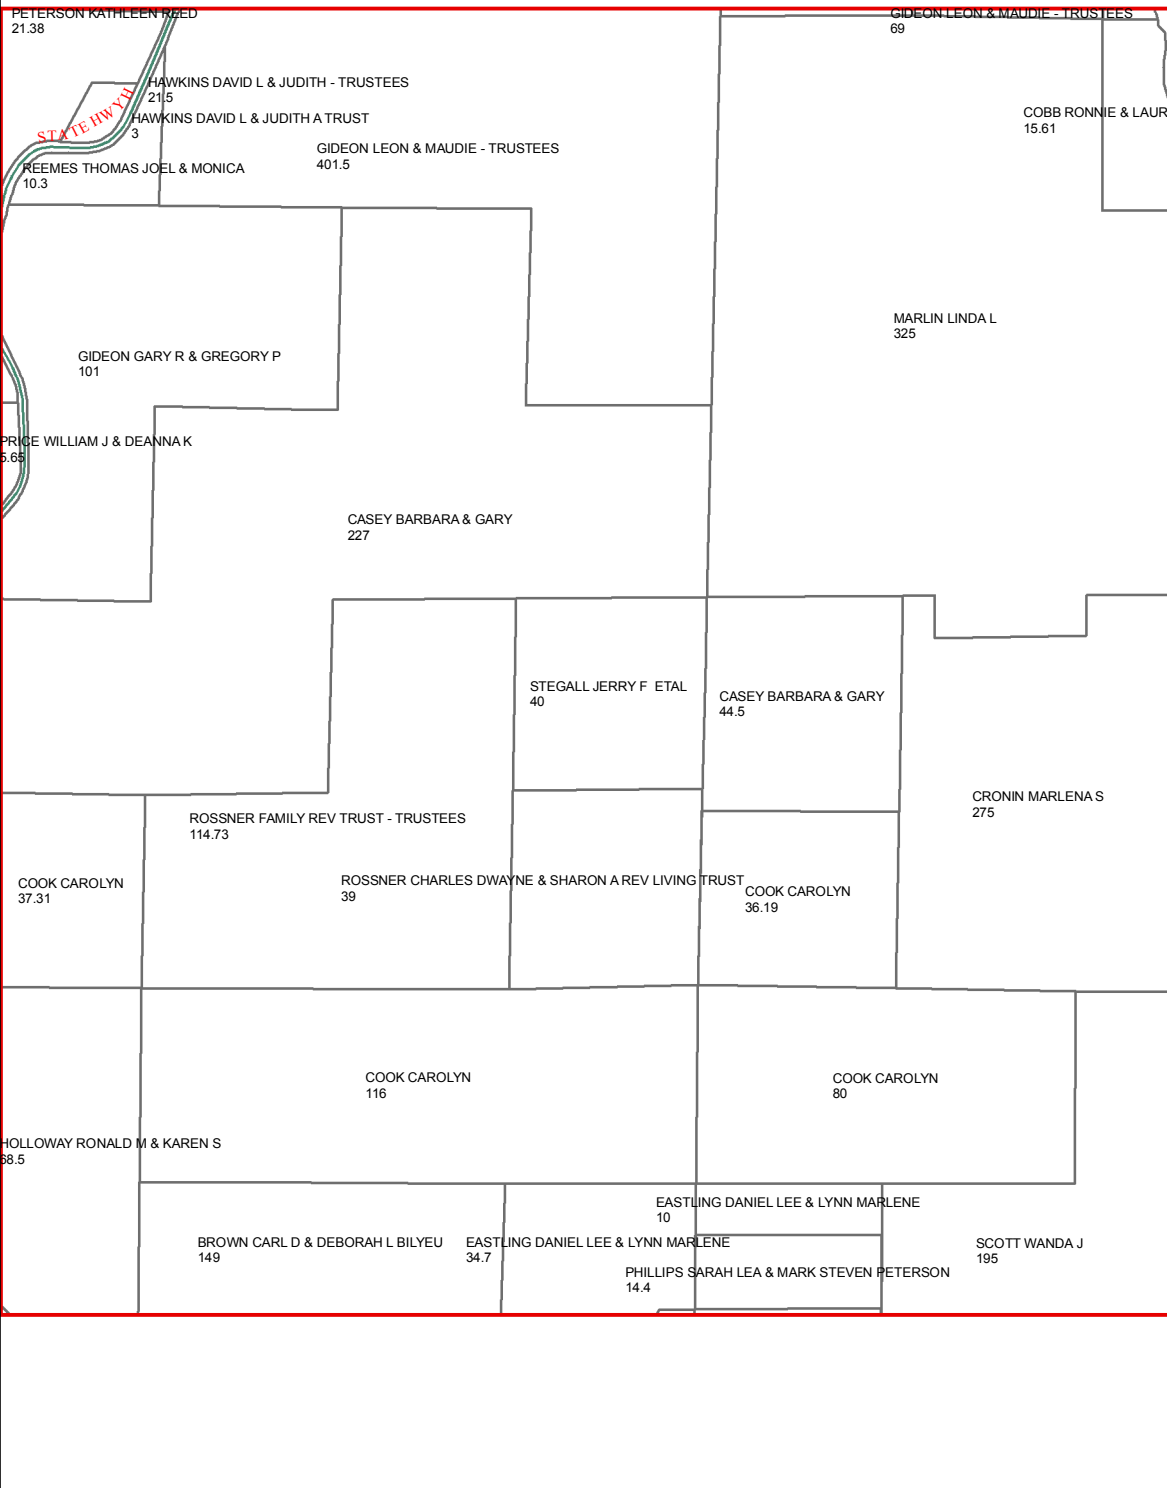 PETERSON KATHLEEN REED
21.38
GIDEON LEON & MAUDIE - TRUSTEES
69
HAWKINS DAVID L & JUDITH - TRUSTEES
21.5
STATE HWY H
HAWKINS DAVID L & JUDITH A TRUST
3
COBB RONNIE & LAUR
15.61
GIDEON LEON & MAUDIE - TRUSTEES
401.5
REEMES THOMAS JOEL & MONICA
10.3
MARLIN LINDA L
325
GIDEON GARY R & GREGORY P
101
PRICE WILLIAM J & DEANNA K
5.65
CASEY BARBARA & GARY
227
STEGALL JERRY F ETAL
40
CASEY BARBARA & GARY
44.5
CRONIN MARLENA S
275
ROSSNER FAMILY REV TRUST - TRUSTEES
114.73
COOK CAROLYN
37.31
ROSSNER CHARLES DWAYNE & SHARON A REV LIVING TRUST
39
COOK CAROLYN
36.19
COOK CAROLYN
116
COOK CAROLYN
80
HOLLOWAY RONALD M & KAREN S
68.5
EASTLING DANIEL LEE & LYNN MARLENE
10
BROWN CARL D & DEBORAH L BILYEU
149
EASTLING DANIEL LEE & LYNN MARLENE
34.7
SCOTT WANDA J
195
PHILLIPS SARAH LEA & MARK STEVEN PETERSON
14.4